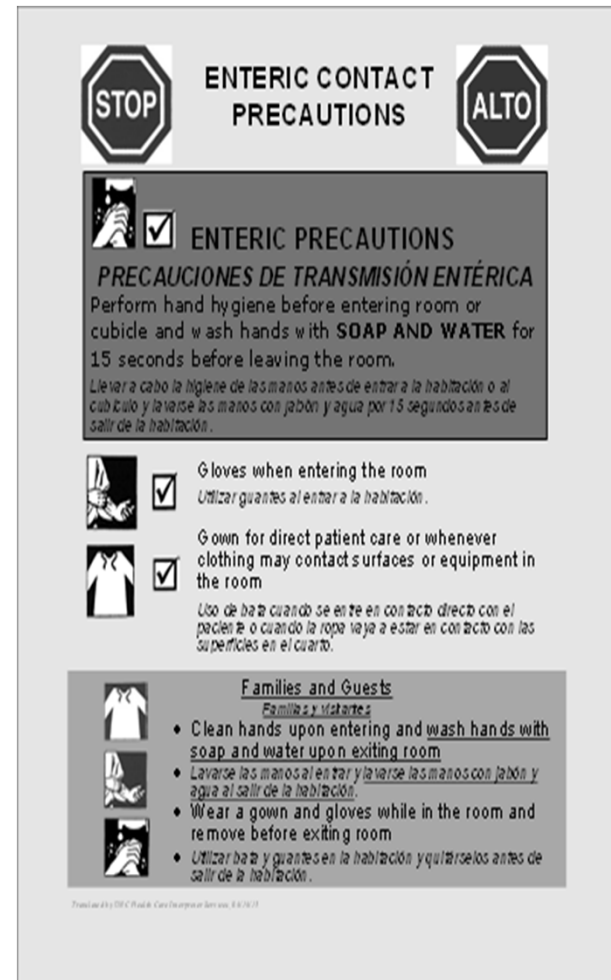 STOP
ENTERIC CONTACT
PRECAUTIONS
ALTO
ENTERIC PRECAUTIONS
PRECAUCIONES DE TRANSMISIÓN ENTÉRICA
Perform hand hygiene before entering room or
cubicle and wash hands with SOAP AND WATER for
15 seconds before leaving the room.
Llevar a cabo la higiene de las manos antes de entrar a la habitación o al
cubículo y lavarse las manos con jabón y agua por 15 segundos antes de
salir de la habitación.
Gloves when entering the room
Utilizar guantes al entrar a la habitación.
Gown for direct patient care or whenever
clothing may contact surfaces or equipment in
the room
Uso de bata cuando se entre en contacto directo con el
paciente o cuando la ropa vaya a estar en contacto con las
superficies en el cuarto.
Families and Guests
Familias y visitantes
• Clean hands upon entering and wash hands with
soap and water upon exiting room
• Lavarse las manos al entrar y lavarse las manos con jabón y
agua al salir de la habitación.
• Wear a gown and gloves while in the room and
remove before exiting room
• Utilizar bata y guantes en la habitación y quitárselos antes de
salir de la habitación.
Translated by Health Care Interpreter Services,